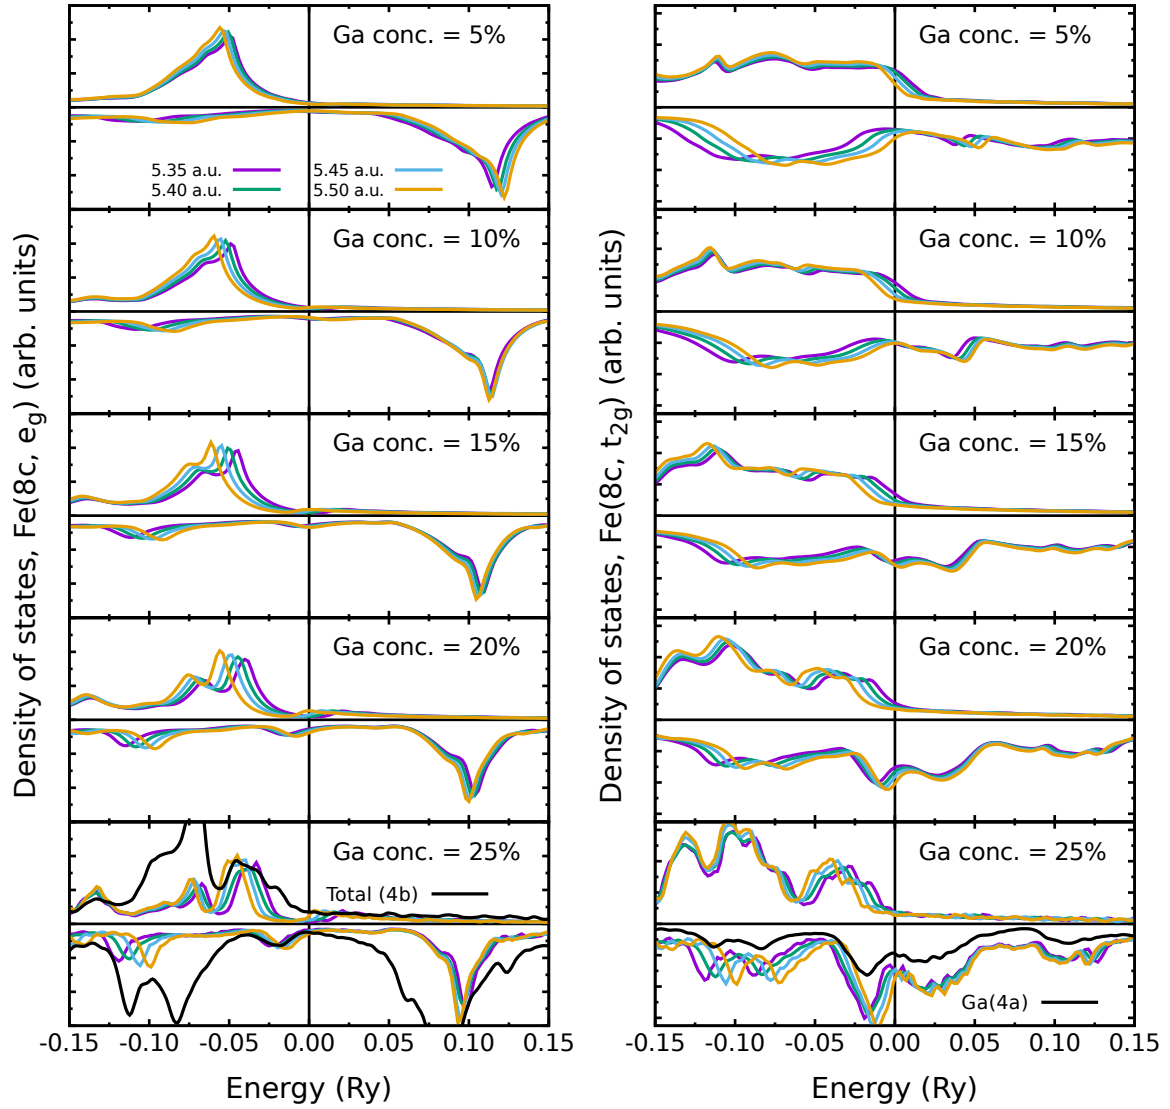 Density of states, Fe(8c, e_g) (arb. units)
Ga conc. = 5%
5.35 a.u.
5.45 a.u.
5.40 a.u.
5.50 a.u.
Ga conc. = 10%
Ga conc. = 15%
Ga conc. = 20%
Ga conc. = 25%
Total (4b)
-0.15 -0.10 -0.05 0.00 0.05 0.10 0.15
Energy (Ry)
Density of states, Fe(8c, t_2g) (arb. units)
Ga conc. = 5%
Ga conc. = 10%
Ga conc. = 15%
Ga conc. = 20%
Ga conc. = 25%
Ga(4a)
-0.15 -0.10 -0.05 0.00 0.05 0.10 0.15
Energy (Ry)